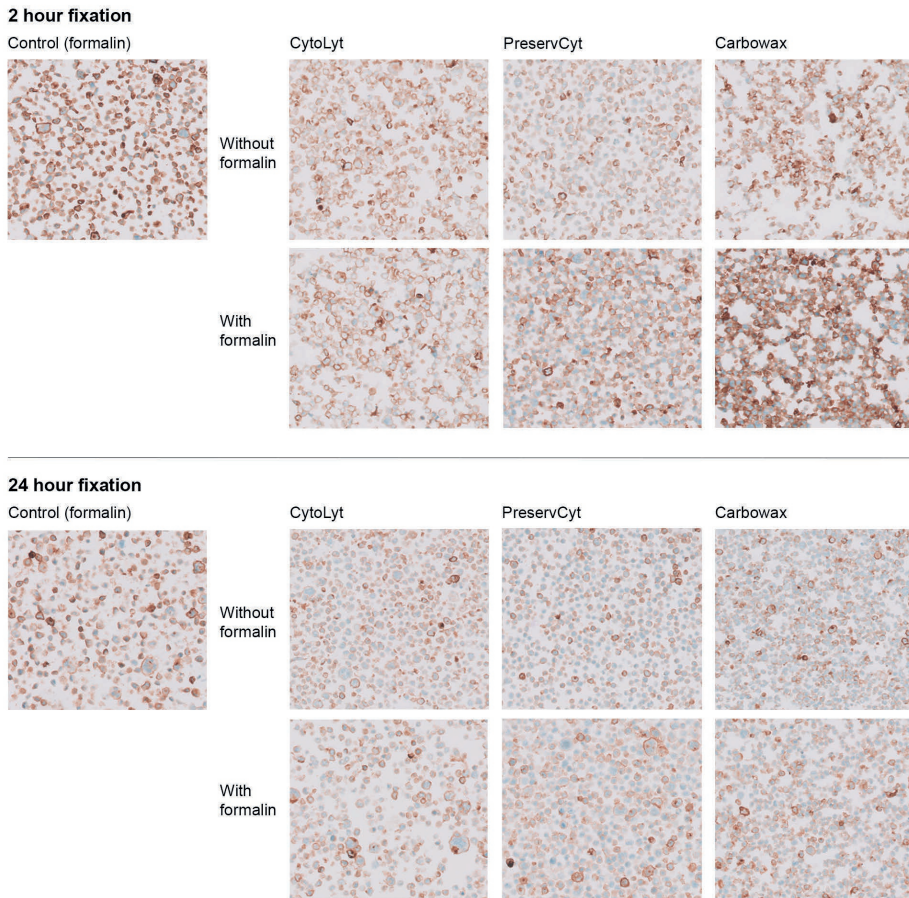 2 hour fixation
Control (formalin)
CytoLyt
PreservCyt
Carbowax
Without
formalin
With
formalin
24 hour fixation
Control (formalin)
CytoLyt
PreservCyt
Carbowax
Without
formalin
With
formalin